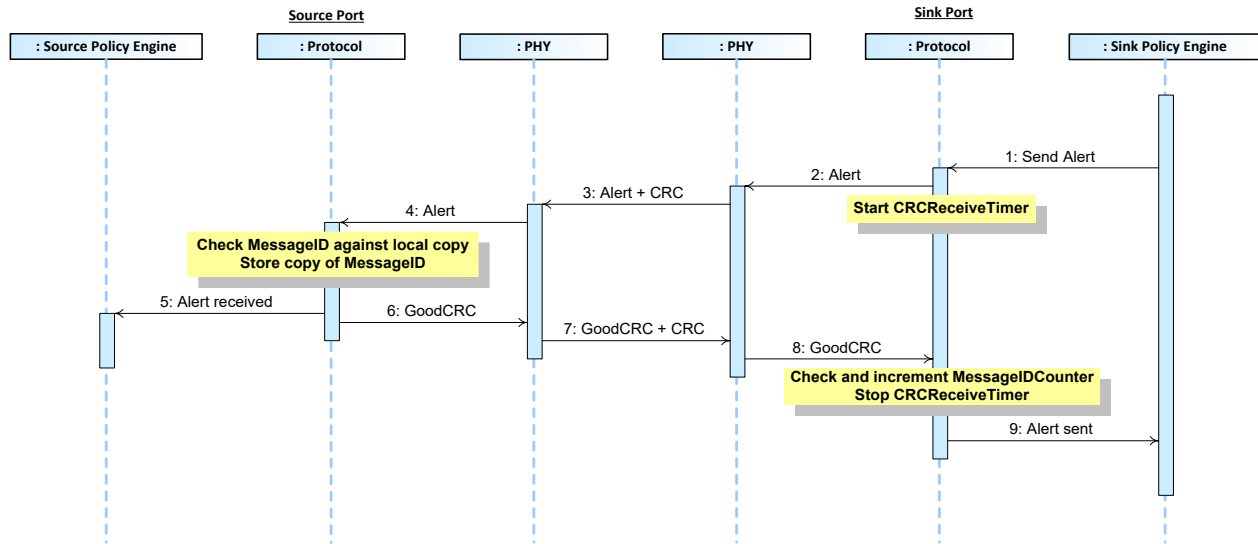 Source Port
Sink Port
: Source Policy Engine
: Protocol
: PHY
: PHY
: Protocol
: Sink Policy Engine
1: Send Alert
2: Alert
3: Alert + CRC
Start CRCReceiveTimer
4: Alert
Check MessageID against local copy
Store copy of MessageID
5: Alert received
6: GoodCRC
7: GoodCRC + CRC
8: GoodCRC
Check and increment MessageIDCounter
Stop CRCReceiveTimer
9: Alert sent